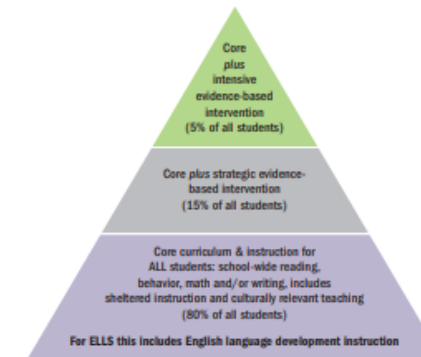 Core
plus
intensive
evidence-based
intervention
(5% of all students)
Core plus strategic evidence-
based intervention
(15% of all students)
Core curriculum & instruction for
ALL students: school-wide reading,
behavior, math and/or writing, includes
sheltered instruction and culturally relevant teaching
(80% of all students)
For ELLS this includes English language development instruction